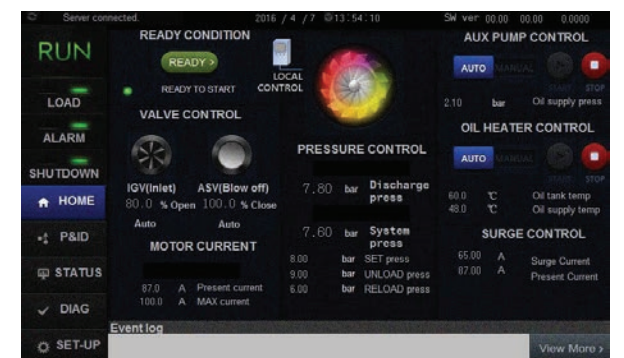 Server connected.
2016 / 4 / 7 13:54:10
SW ver 00.00 00.00 0.0000
RUN
LOAD
ALARM
SHUTDOWN
HOME
P&ID
STATUS
DIAG
SET-UP
READY CONDITION
READY >
READY TO START
LOCAL
CONTROL
VALVE CONTROL
IGV(Inlet) ASV(Blow off)
80.0 % Open 100.0 % Close
Auto Auto
MOTOR CURRENT
87.0 A Present current
100.0 A MAX current
PRESSURE CONTROL
7.80 bar Discharge
press
7.60 bar System
press
8.00 bar SET press
9.00 bar UNLOAD press
6.00 bar RELOAD press
AUX PUMP CONTROL
AUTO MANUAL
START STOP
2.10 bar Oil supply press
OIL HEATER CONTROL
AUTO MANUAL
START STOP
60.0 ℃ Oil tank temp
48.0 ℃ Oil supply temp
SURGE CONTROL
65.00 A Surge Current
87.00 A Present Current
Event log
View More >